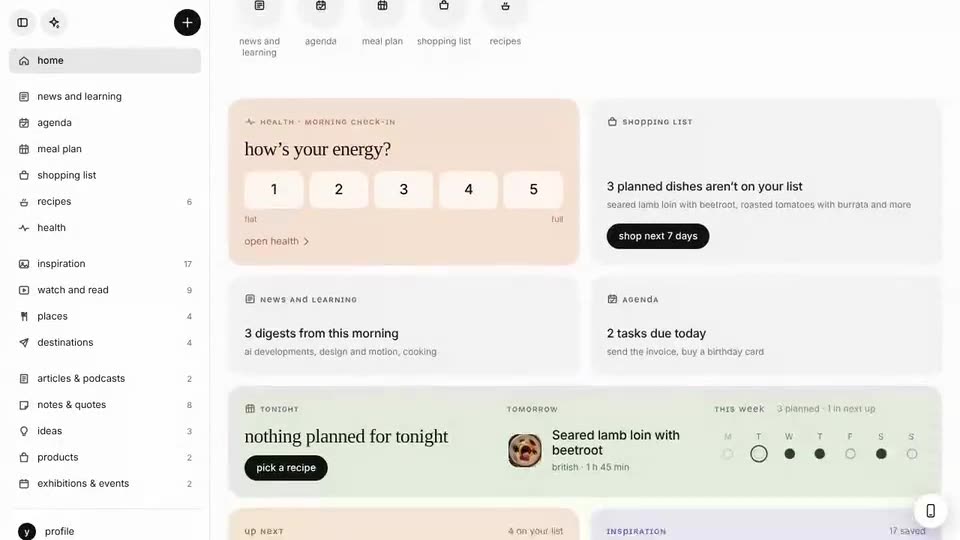 home
news and learning
agenda
meal plan
shopping list
recipes 6
health
inspiration 17
watch and read 9
places 4
destinations 4
articles & podcasts 2
notes & quotes 8
ideas 3
products 2
exhibitions & events 2
y profile
news and
learning
agenda
meal plan
shopping list
recipes
HEALTH · MORNING CHECK-IN
how's your energy?
1 2 3 4 5
flat full
open health
SHOPPING LIST
3 planned dishes aren't on your list
seared lamb loin with beetroot, roasted tomatoes with burrata and more
shop next 7 days
NEWS AND LEARNING
3 digests from this morning
ai developments, design and motion, cooking
AGENDA
2 tasks due today
send the invoice, buy a birthday card
TONIGHT
nothing planned for tonight
pick a recipe
TOMORROW
Seared lamb loin with
beetroot
british · 1 h 45 min
THIS WEEK 3 planned · 1 in next up
M T W T F S S
UP NEXT 4 on your list
INSPIRATION 17 saved